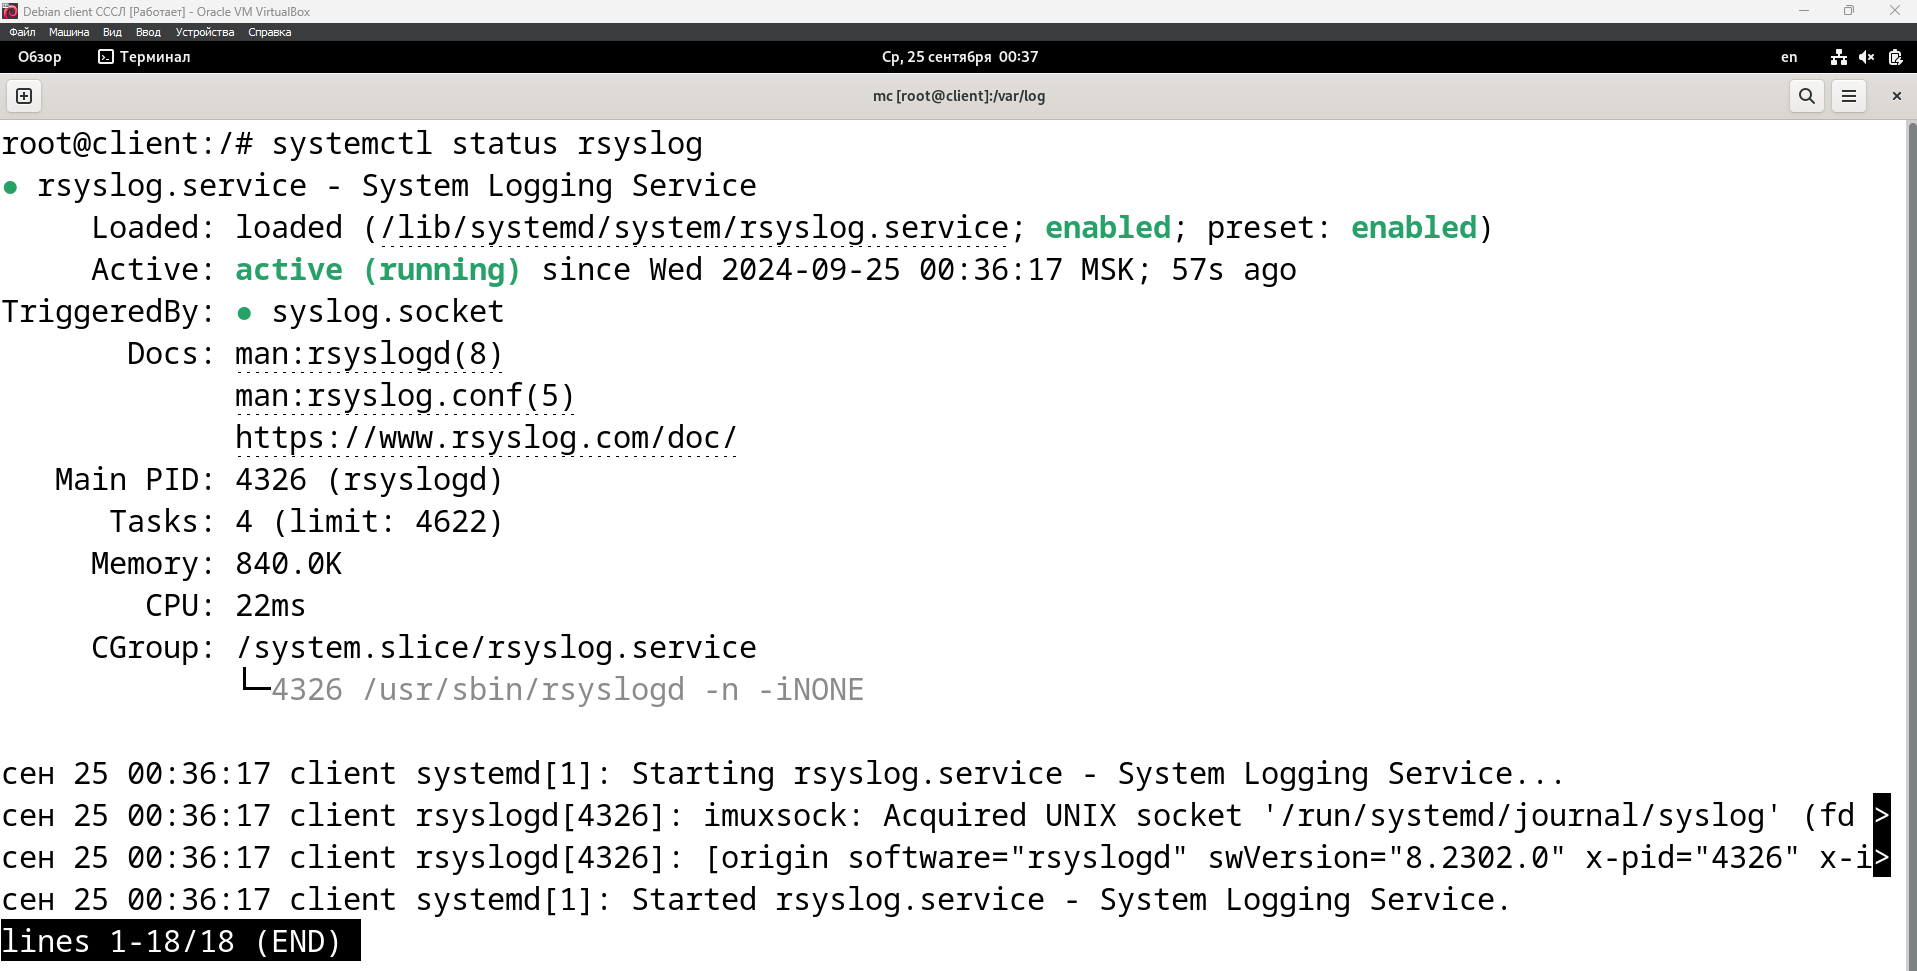 Debian client СССЛ [Работает] - Oracle VM VirtualBox
Файл Машина Вид Ввод Устройства Справка
Обзор Терминал Ср, 25 сентября 00:37 en
mc [root@client]:/var/log
root@client:/# systemctl status rsyslog
● rsyslog.service - System Logging Service
Loaded: loaded (/lib/systemd/system/rsyslog.service; enabled; preset: enabled)
Active: active (running) since Wed 2024-09-25 00:36:17 MSK; 57s ago
TriggeredBy: ● syslog.socket
Docs: man:rsyslogd(8)
man:rsyslog.conf(5)
https://www.rsyslog.com/doc/
Main PID: 4326 (rsyslogd)
Tasks: 4 (limit: 4622)
Memory: 840.0K
CPU: 22ms
CGroup: /system.slice/rsyslog.service
└─4326 /usr/sbin/rsyslogd -n -iNONE
сен 25 00:36:17 client systemd[1]: Starting rsyslog.service - System Logging Service...
сен 25 00:36:17 client rsyslogd[4326]: imuxsock: Acquired UNIX socket '/run/systemd/journal/syslog' (fd >
сен 25 00:36:17 client rsyslogd[4326]: [origin software="rsyslogd" swVersion="8.2302.0" x-pid="4326" x-i>
сен 25 00:36:17 client systemd[1]: Started rsyslog.service - System Logging Service.
lines 1-18/18 (END)